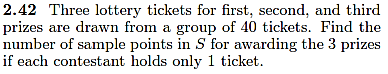 2.42 Three lottery tickets for first, second, and third
prizes are drawn from a group of 40 tickets. Find the
number of sample points in S for awarding the 3 prizes
if each contestant holds only 1 ticket.